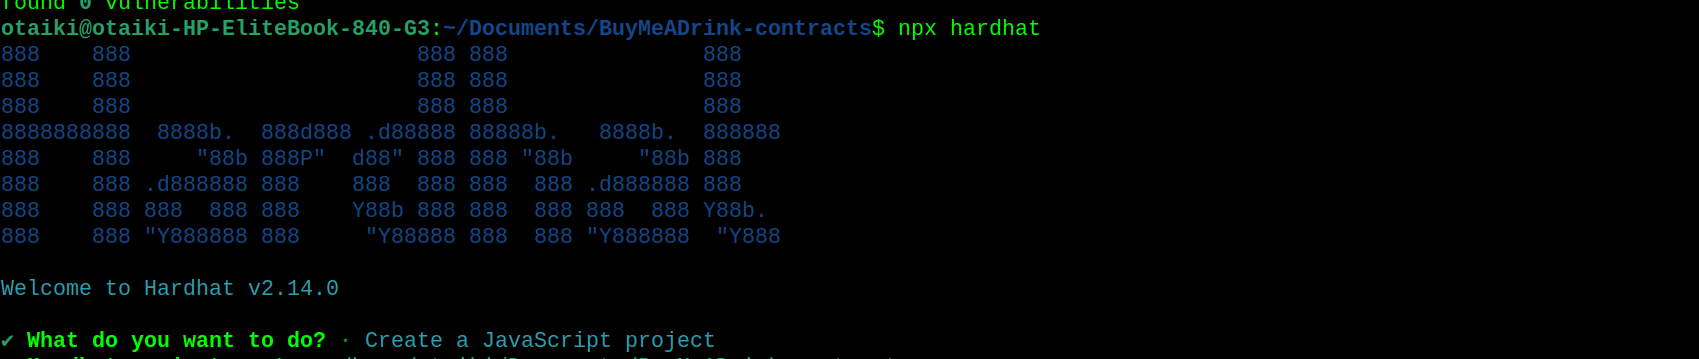 found 0 vulnerabilities
otaiki@otaiki-HP-EliteBook-840-G3:~/Documents/BuyMeADrink-contracts$ npx hardhat
888    888                      888 888               888
888    888                      888 888               888
888    888                      888 888               888
8888888888  8888b.  888d888 .d88888 88888b.   8888b.  888888
888    888     "88b 888P"  d88" 888 888 "88b     "88b 888
888    888 .d888888 888    888  888 888  888 .d888888 888
888    888 888  888 888    Y88b 888 888  888 888  888 Y88b.
888    888 "Y888888 888     "Y88888 888  888 "Y888888  "Y888
Welcome to Hardhat v2.14.0
✔ What do you want to do? · Create a JavaScript project